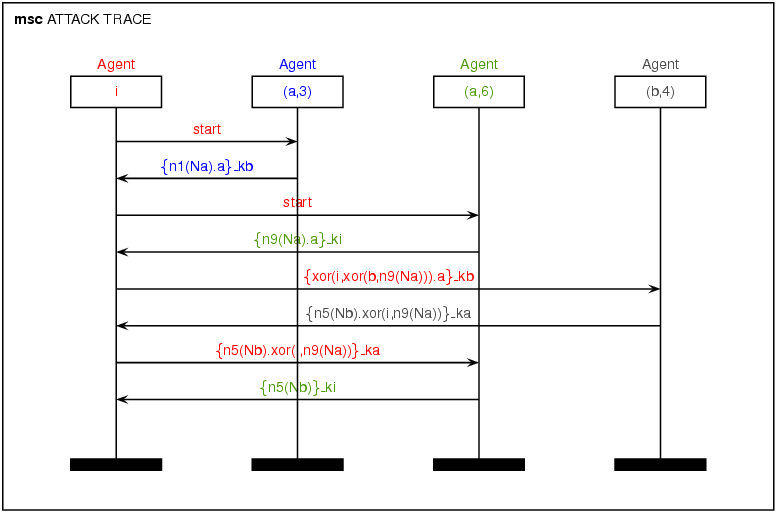 msc ATTACK TRACE
Agent Agent Agent Agent
i (a,3) (a,6) (b,4)
start
{n1(Na).a}_kb
start
{n9(Na).a}_ki
{xor(i,xor(b,n9(Na))).a}_kb
{n5(Nb).xor(i,n9(Na))}_ka
{n5(Nb).xor(i,n9(Na))}_ka
{n5(Nb)}_ki